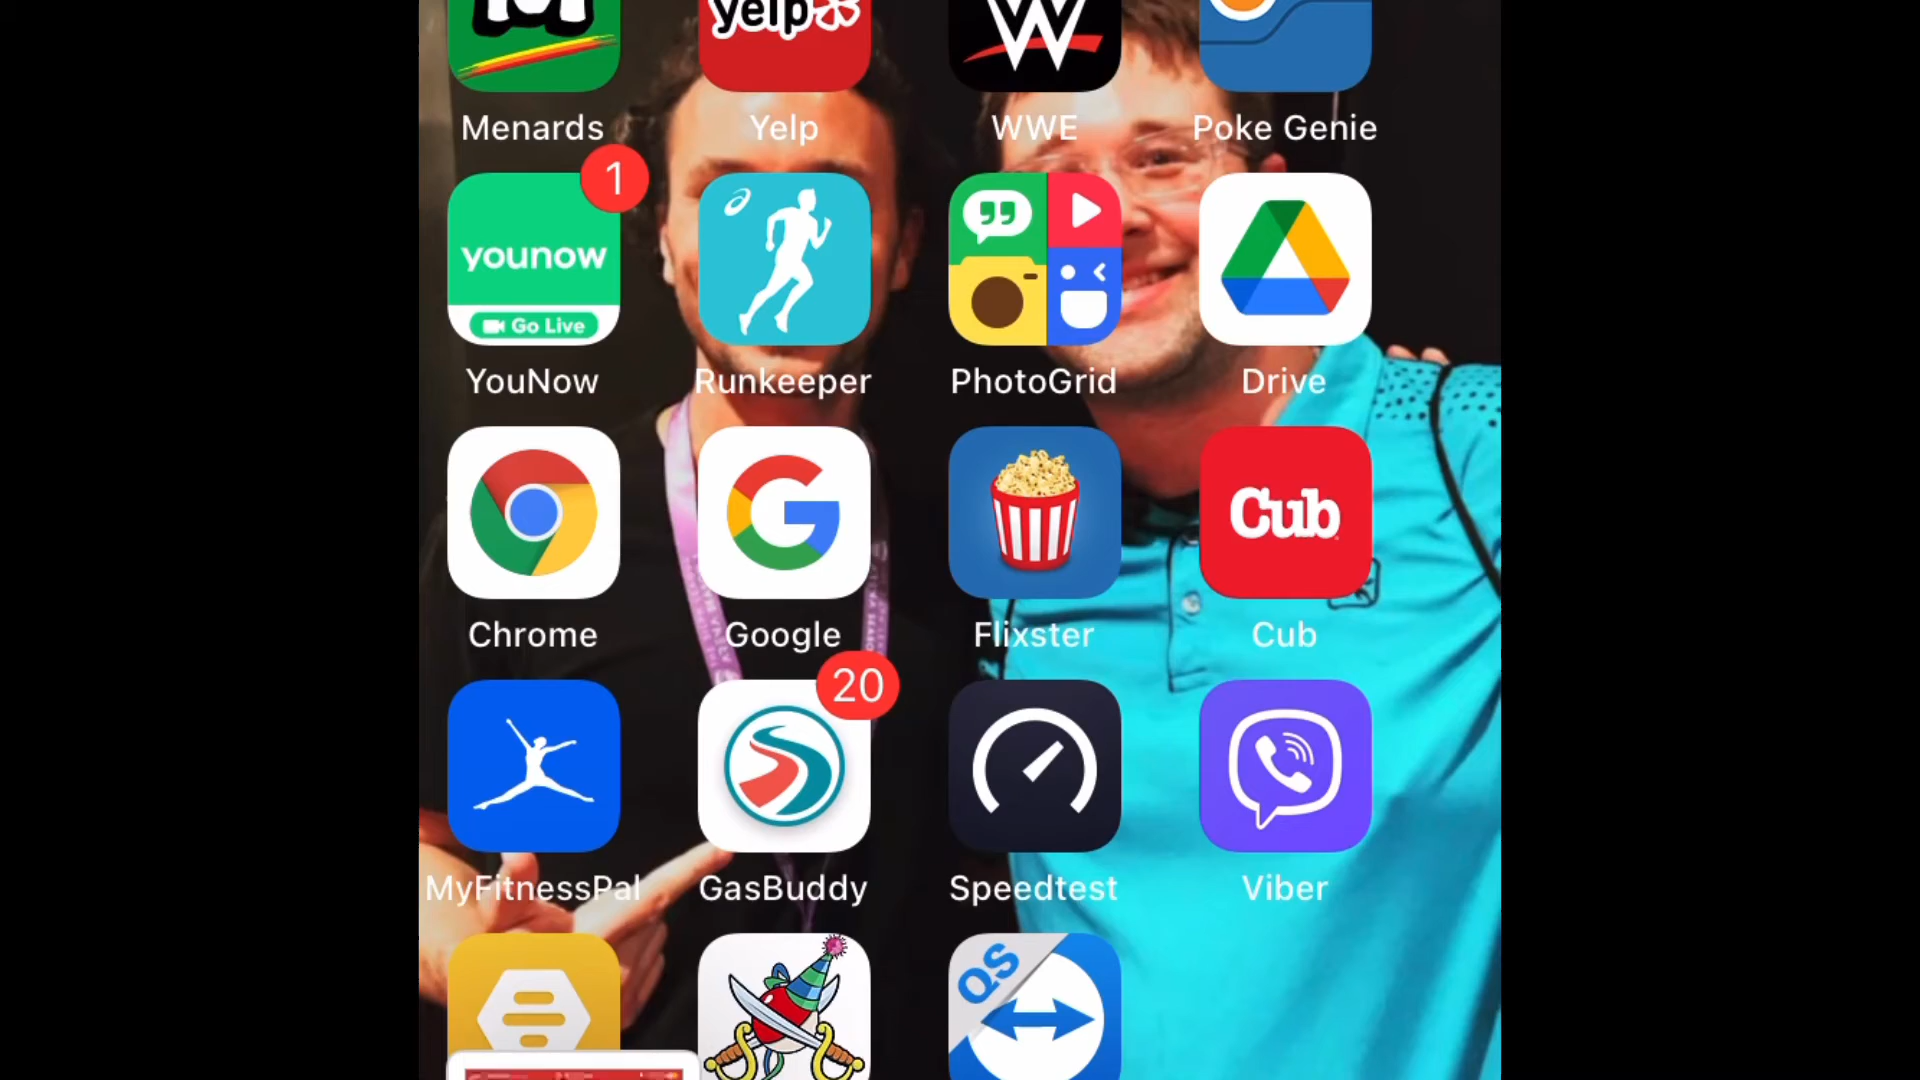 yelp
W
Menards
Yelp
WWE
Poke Genie
1
younow
Go Live
YouNow
Runkeeper
PhotoGrid
Drive
G
Cub
Chrome
Google
Flixster
Cub
20
MyFitnessPal
GasBuddy
Speedtest
Viber
QS